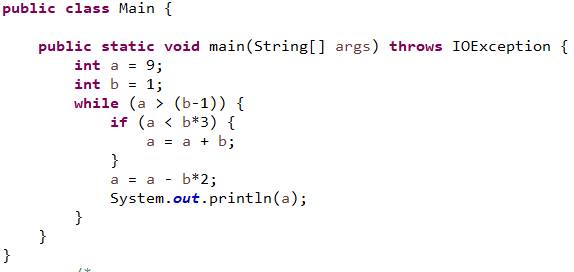 public class Main {
public static void main(String[] args) throws IOException {
int a = 9;
int b = 1;
while (a > (b-1)) {
if (a < b*3) {
a = a + b;
}
a = a - b*2;
System.out.println(a);
}
}
}
/*